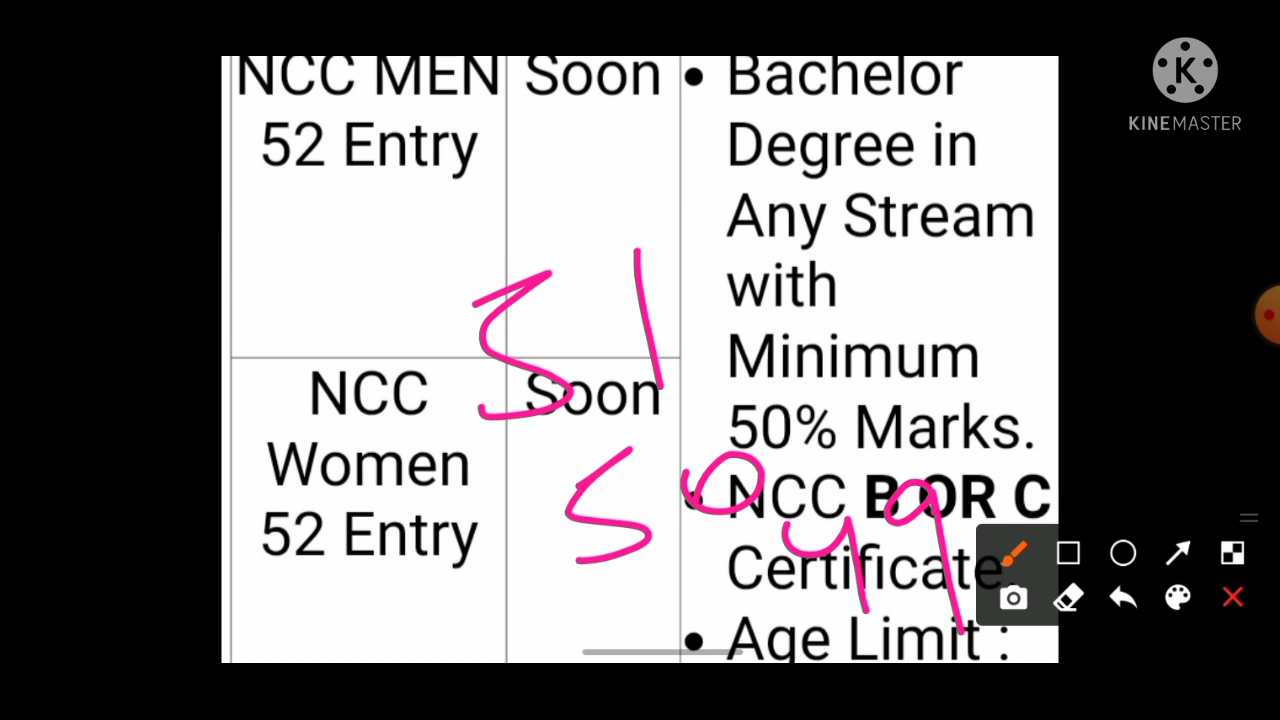 NCC MEN
52 Entry
Soon
NCC
Women
52 Entry
Soon
• Bachelor
Degree in
Any Stream
with
Minimum
50% Marks.
• NCC B OR C
Certificate.
• Age Limit :
51
50
49
K
KINEMASTER